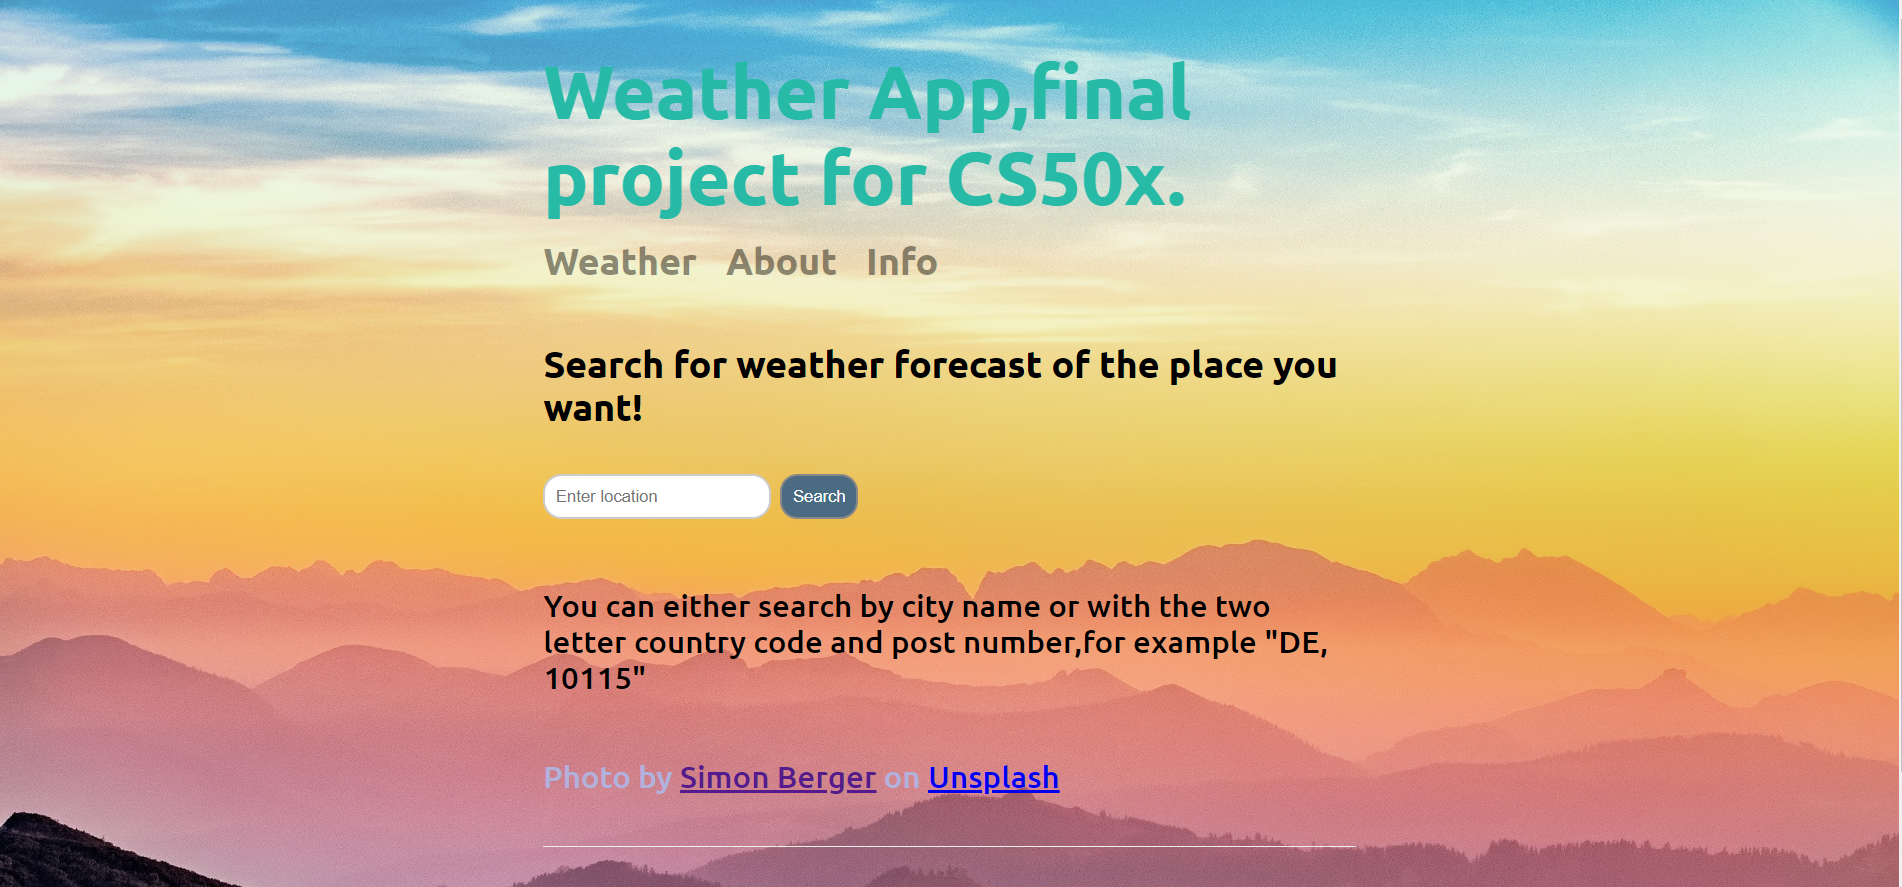 Weather App,final
project for CS50x.
Weather About Info
Search for weather forecast of the place you
want!
Enter location Search
You can either search by city name or with the two
letter country code and post number,for example "DE,
10115"
Photo by Simon Berger on Unsplash